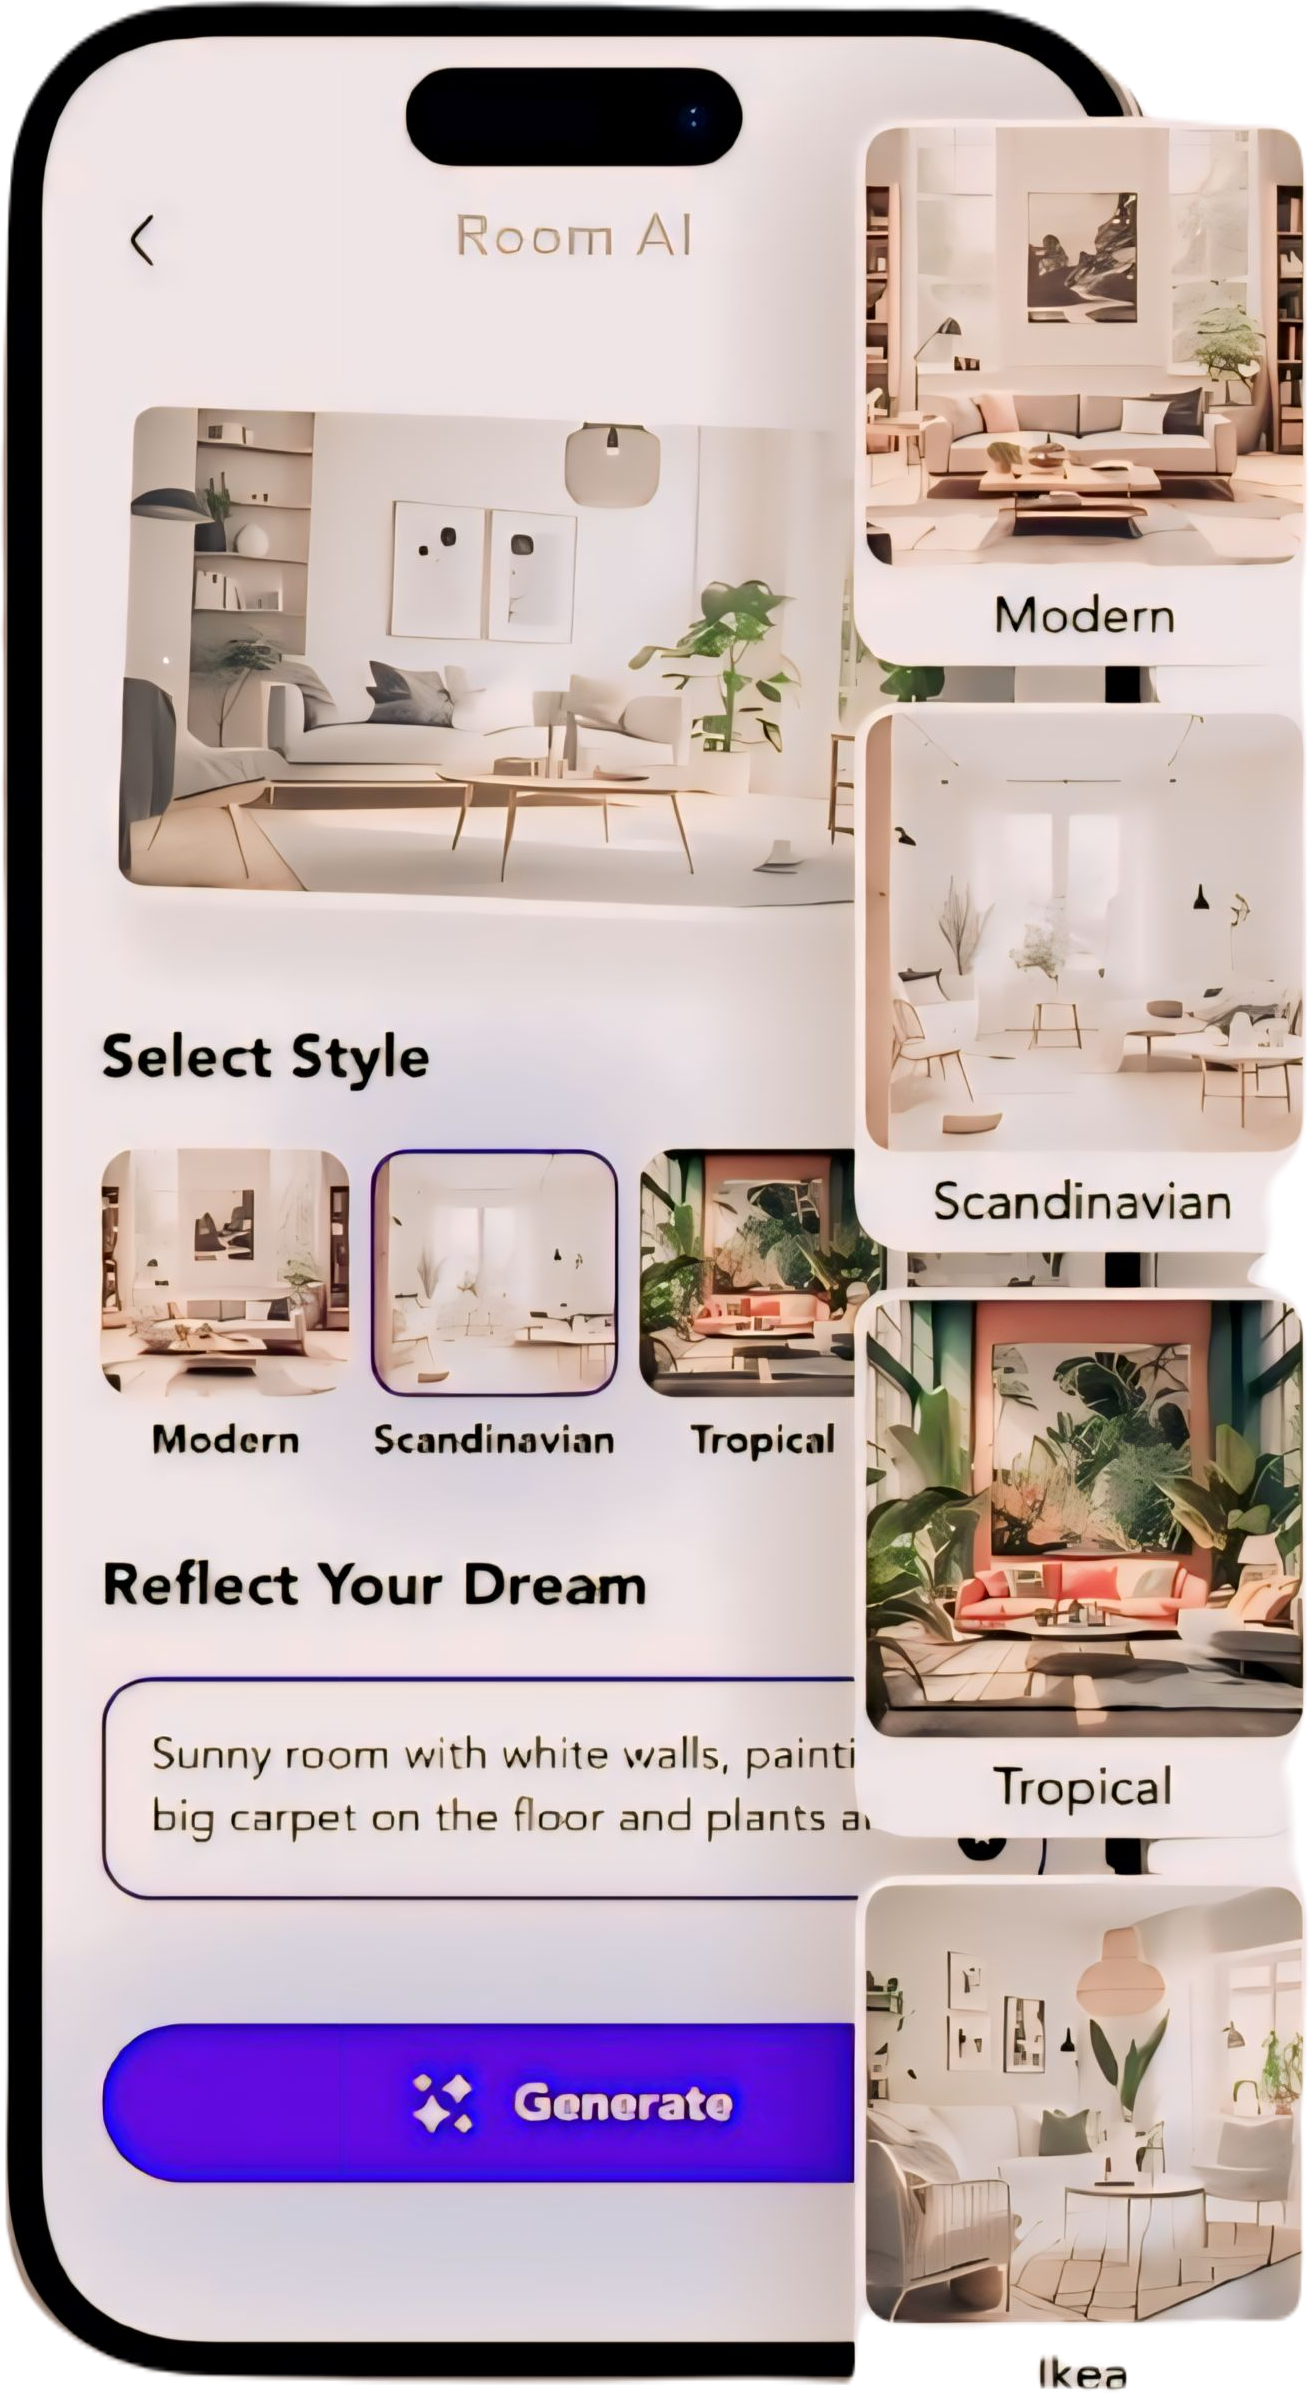 Room AI
Select Style
Modern
Scandinavian
Tropical
Reflect Your Dream
Sunny room with white walls,
big carpet on the floor and plants
Generate
Modern
Scandinavian
Tropical
Ikea